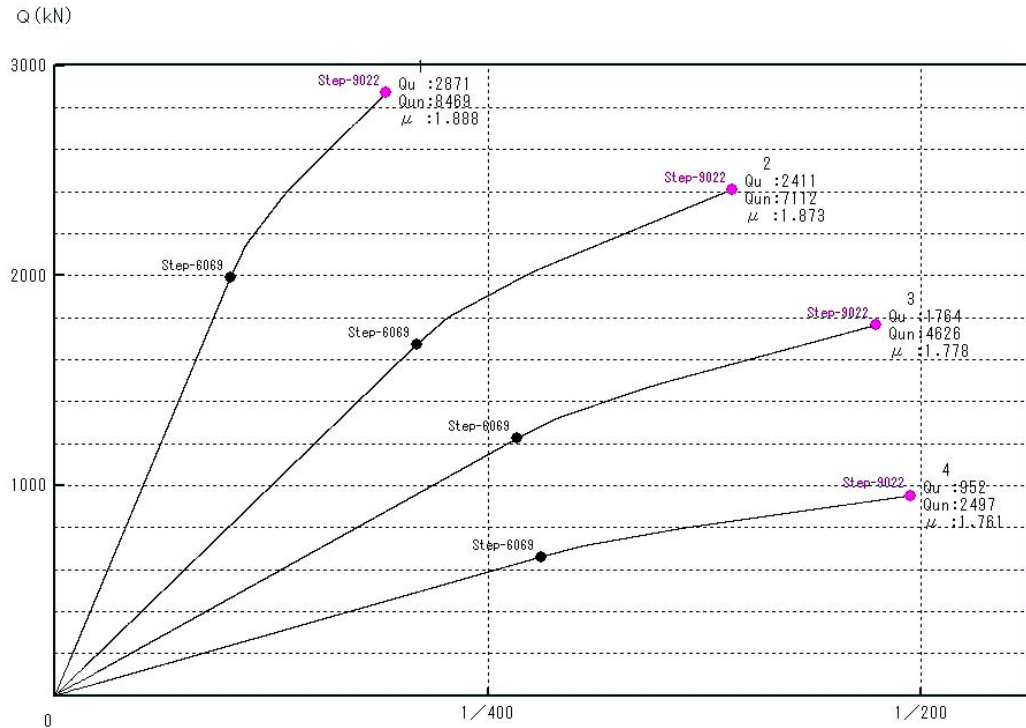 Q(kN)
3000
Step-9022
1
Qu :2871
Qun:8469
μ :1.888
2
Step-9022
Qu :2411
Qun:7112
μ :1.873
Step-6069
2000
3
Step-9022
Qu :1764
Qun:4626
μ :1.778
Step-6069
Step-6069
4
Step-9022
Qu :952
Qun:2497
μ :1.761
1000
Step-6069
0
1/400
1/200